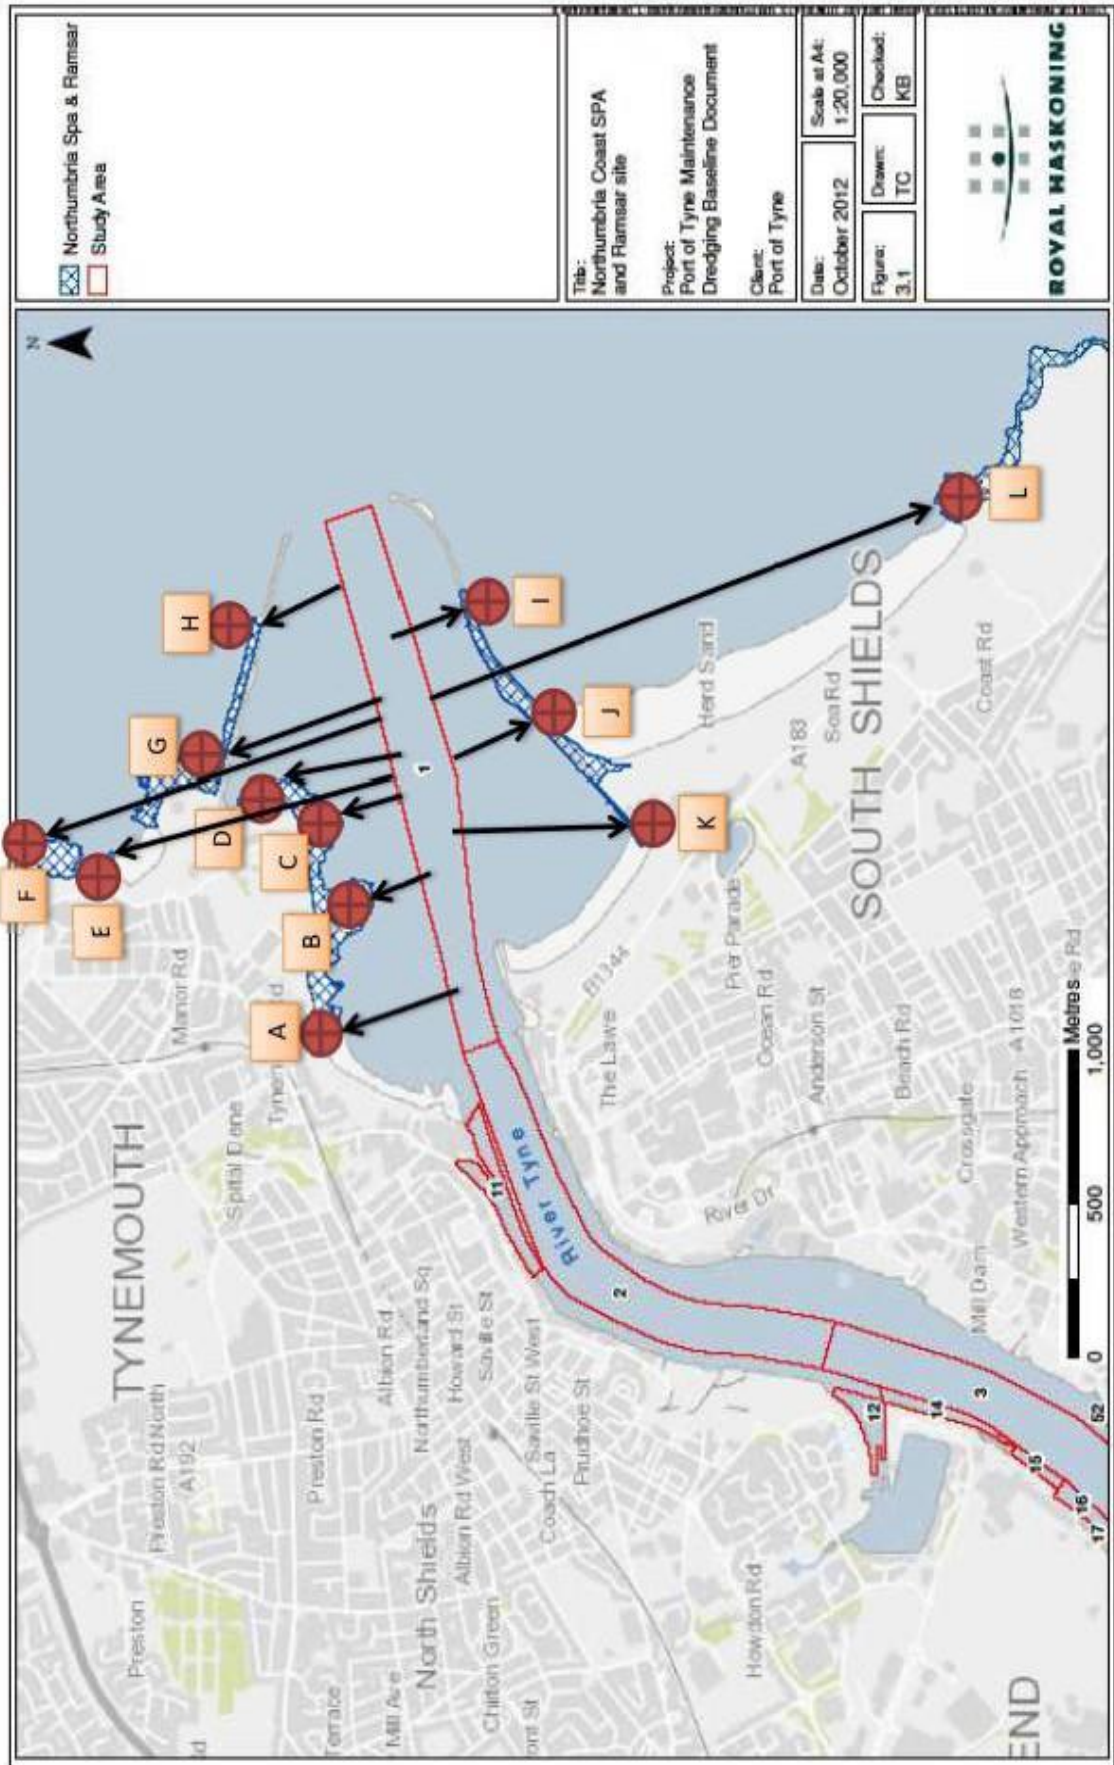 Northumbria Spa & Ramsar
Study Area
Title:
Northumbria Coast SPA
and Ramsar site
Project:
Port of Tyne Maintenance
Dredging Baseline Document
Client:
Port of Tyne
Date:
October 2012
Scale at A4:
1:20,000
Figure:
3.1
Drawn:
TC
Checked:
KB
ROYAL HASKONING
N
F
E
G
H
D
C
B
A
I
J
K
L
TYNEMOUTH
Manor Rd
Spital Dene
Preston Rd North
A192
Preston
Preston Rd
Albion Rd
Northumberland Sq
Howard St
Saville St
North Shields
Albion Rd West
Saville St West
Coach La
Prudhoe St
Terrace
Mill Ave
Chirton Green
ont St
Howdon Rd
END
River Tyne
1
2
3
11
12
14
15
16
17
52
Herd Sand
SOUTH SHIELDS
A183
Sea Rd
Coast Rd
B1344
Pier Parade
The Lawe
Ocean Rd
Anderson St
Beach Rd
River Dr
Crossgate
Mill Dam
Western Approach
A1018
e Rd
0
500
1,000
Metres